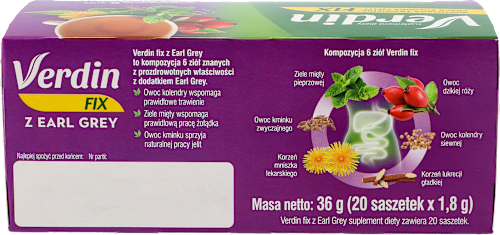 Verdin
suplement diety
FIX
Verdin
FIX
Z EARL GREY
Najlepiej spożyć przed końcem: Nr partii:
Verdin fix z Earl Grey
to kompozycja 6 ziół znanych
z prozdrowotnych właściwości
z dodatkiem Earl Grey.
Owoc kolendry wspomaga
prawidłowe trawienie
Ziele mięty wspomaga
prawidłową pracę żołądka
Owoc kminku sprzyja
naturalnej pracy jelit
Kompozycja 6 ziół Verdin fix
Ziele mięty
pieprzowej
Owoc
dzikiej róży
Owoc kminku
zwyczajnego
Owoc kolendry
siewnej
Korzeń
mniszka
lekarskiego
Korzeń lukrecji
gładkiej
Masa netto: 36 g (20 saszetek x 1,8 g)
Verdin fix z Earl Grey suplement diety zawiera 20 saszetek.